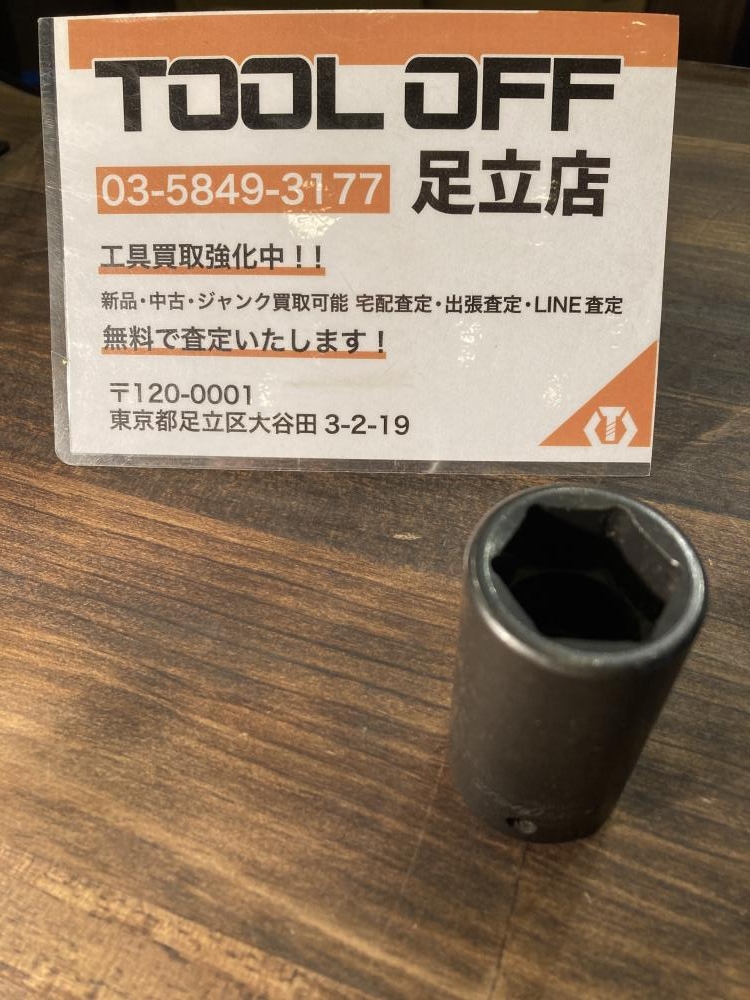 TOOL OFF
03-5849-3177 足立店
工具買取強化中！！
新品・中古・ジャンク買取可能 宅配査定・出張査定・LINE査定
無料で査定いたします！
〒120-0001
東京都足立区大谷田 3-2-19